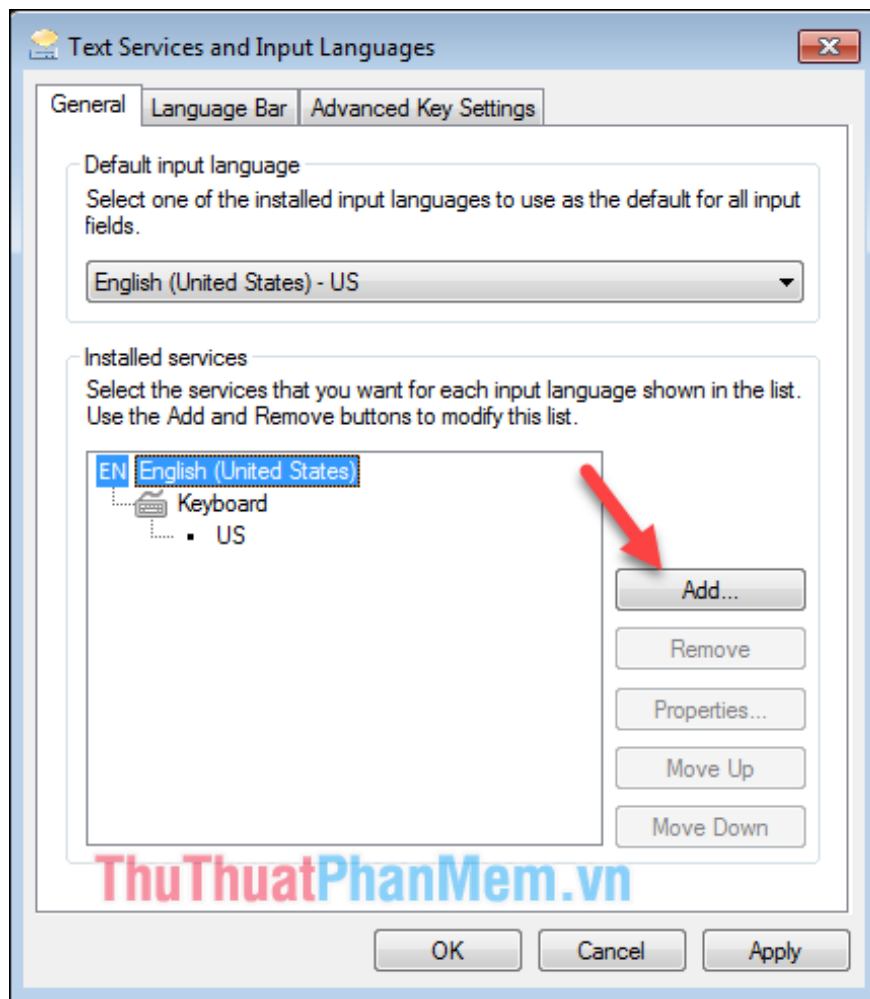 Text Services and Input Languages
General
Language Bar
Advanced Key Settings
Default input language
Select one of the installed input languages to use as the default for all input
fields.
English (United States) - US
Installed services
Select the services that you want for each input language shown in the list.
Use the Add and Remove buttons to modify this list.
EN English (United States)
Keyboard
US
Add...
Remove
Properties...
Move Up
Move Down
ThuThuatPhanMem.vn
OK
Cancel
Apply